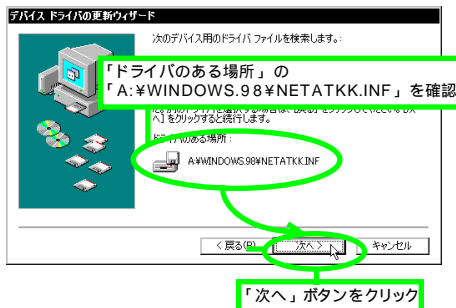 デバイス ドライバの更新ウィザード
次のデバイス用のドライバ ファイルを検索します。:
「ドライバのある場所」の
「A:¥WINDOWS.98¥NETATKK.INF」を確認
へ] をクリックすると続行します。
ドライバのある場所:
A:¥WINDOWS.98¥NETATKK.INF
< 戻る(B) 次へ > キャンセル
「次へ」ボタンをクリック